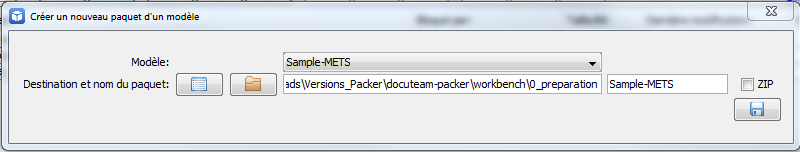 Créer un nouveau paquet d'un modèle
Modèle: Sample-METS
Destination et nom du paquet: ads\Versions_Packer\docuteam-packer\workbench\0_preparation Sample-METS ZIP